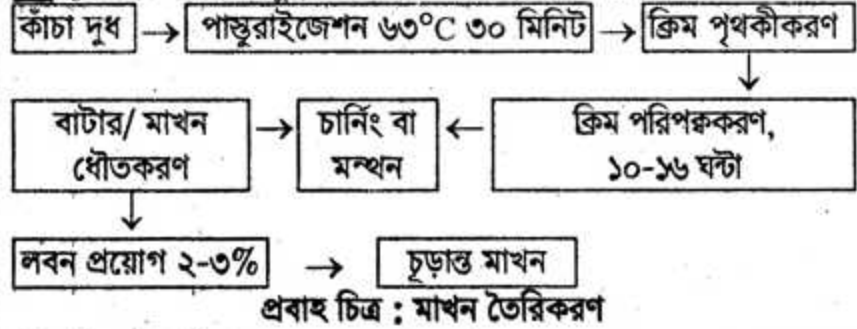 কাঁচা দুধ → পাস্তুরাইজেশন ৬৩°C ৩০ মিনিট → ক্রিম পৃথকীকরণ
↓
বাটার/ মাখন → চার্নিং বা ← ক্রিম পরিপক্ককরণ,
ধৌতকরণ মন্থন ১০-১৬ ঘন্টা
↓
লবন প্রয়োগ ২-৩% → চূড়ান্ত মাখন
প্রবাহ চিত্র : মাখন তৈরিকরণ